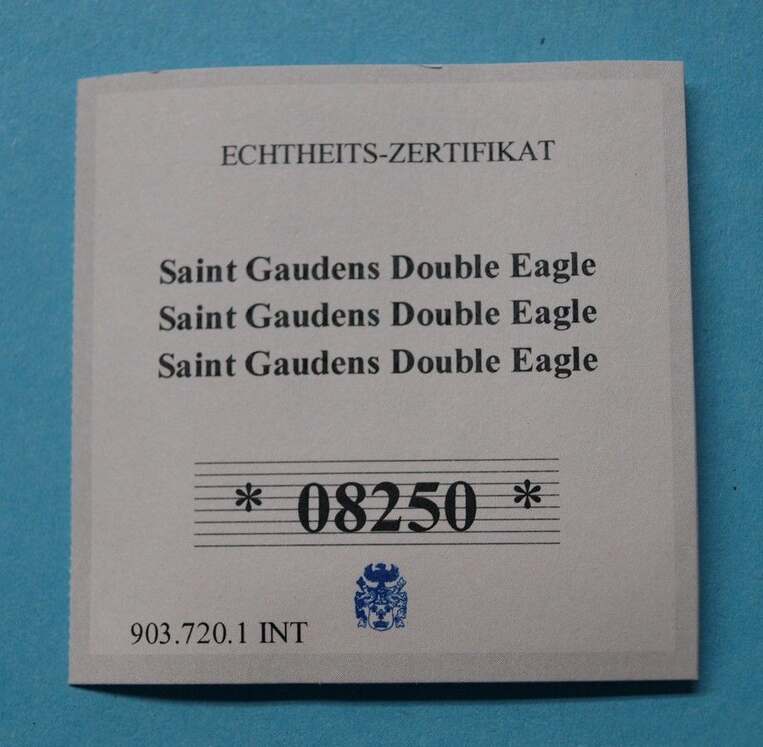 ECHTHEITS-ZERTIFIKAT
Saint Gaudens Double Eagle
Saint Gaudens Double Eagle
Saint Gaudens Double Eagle
* 08250 *
903.720.1 INT